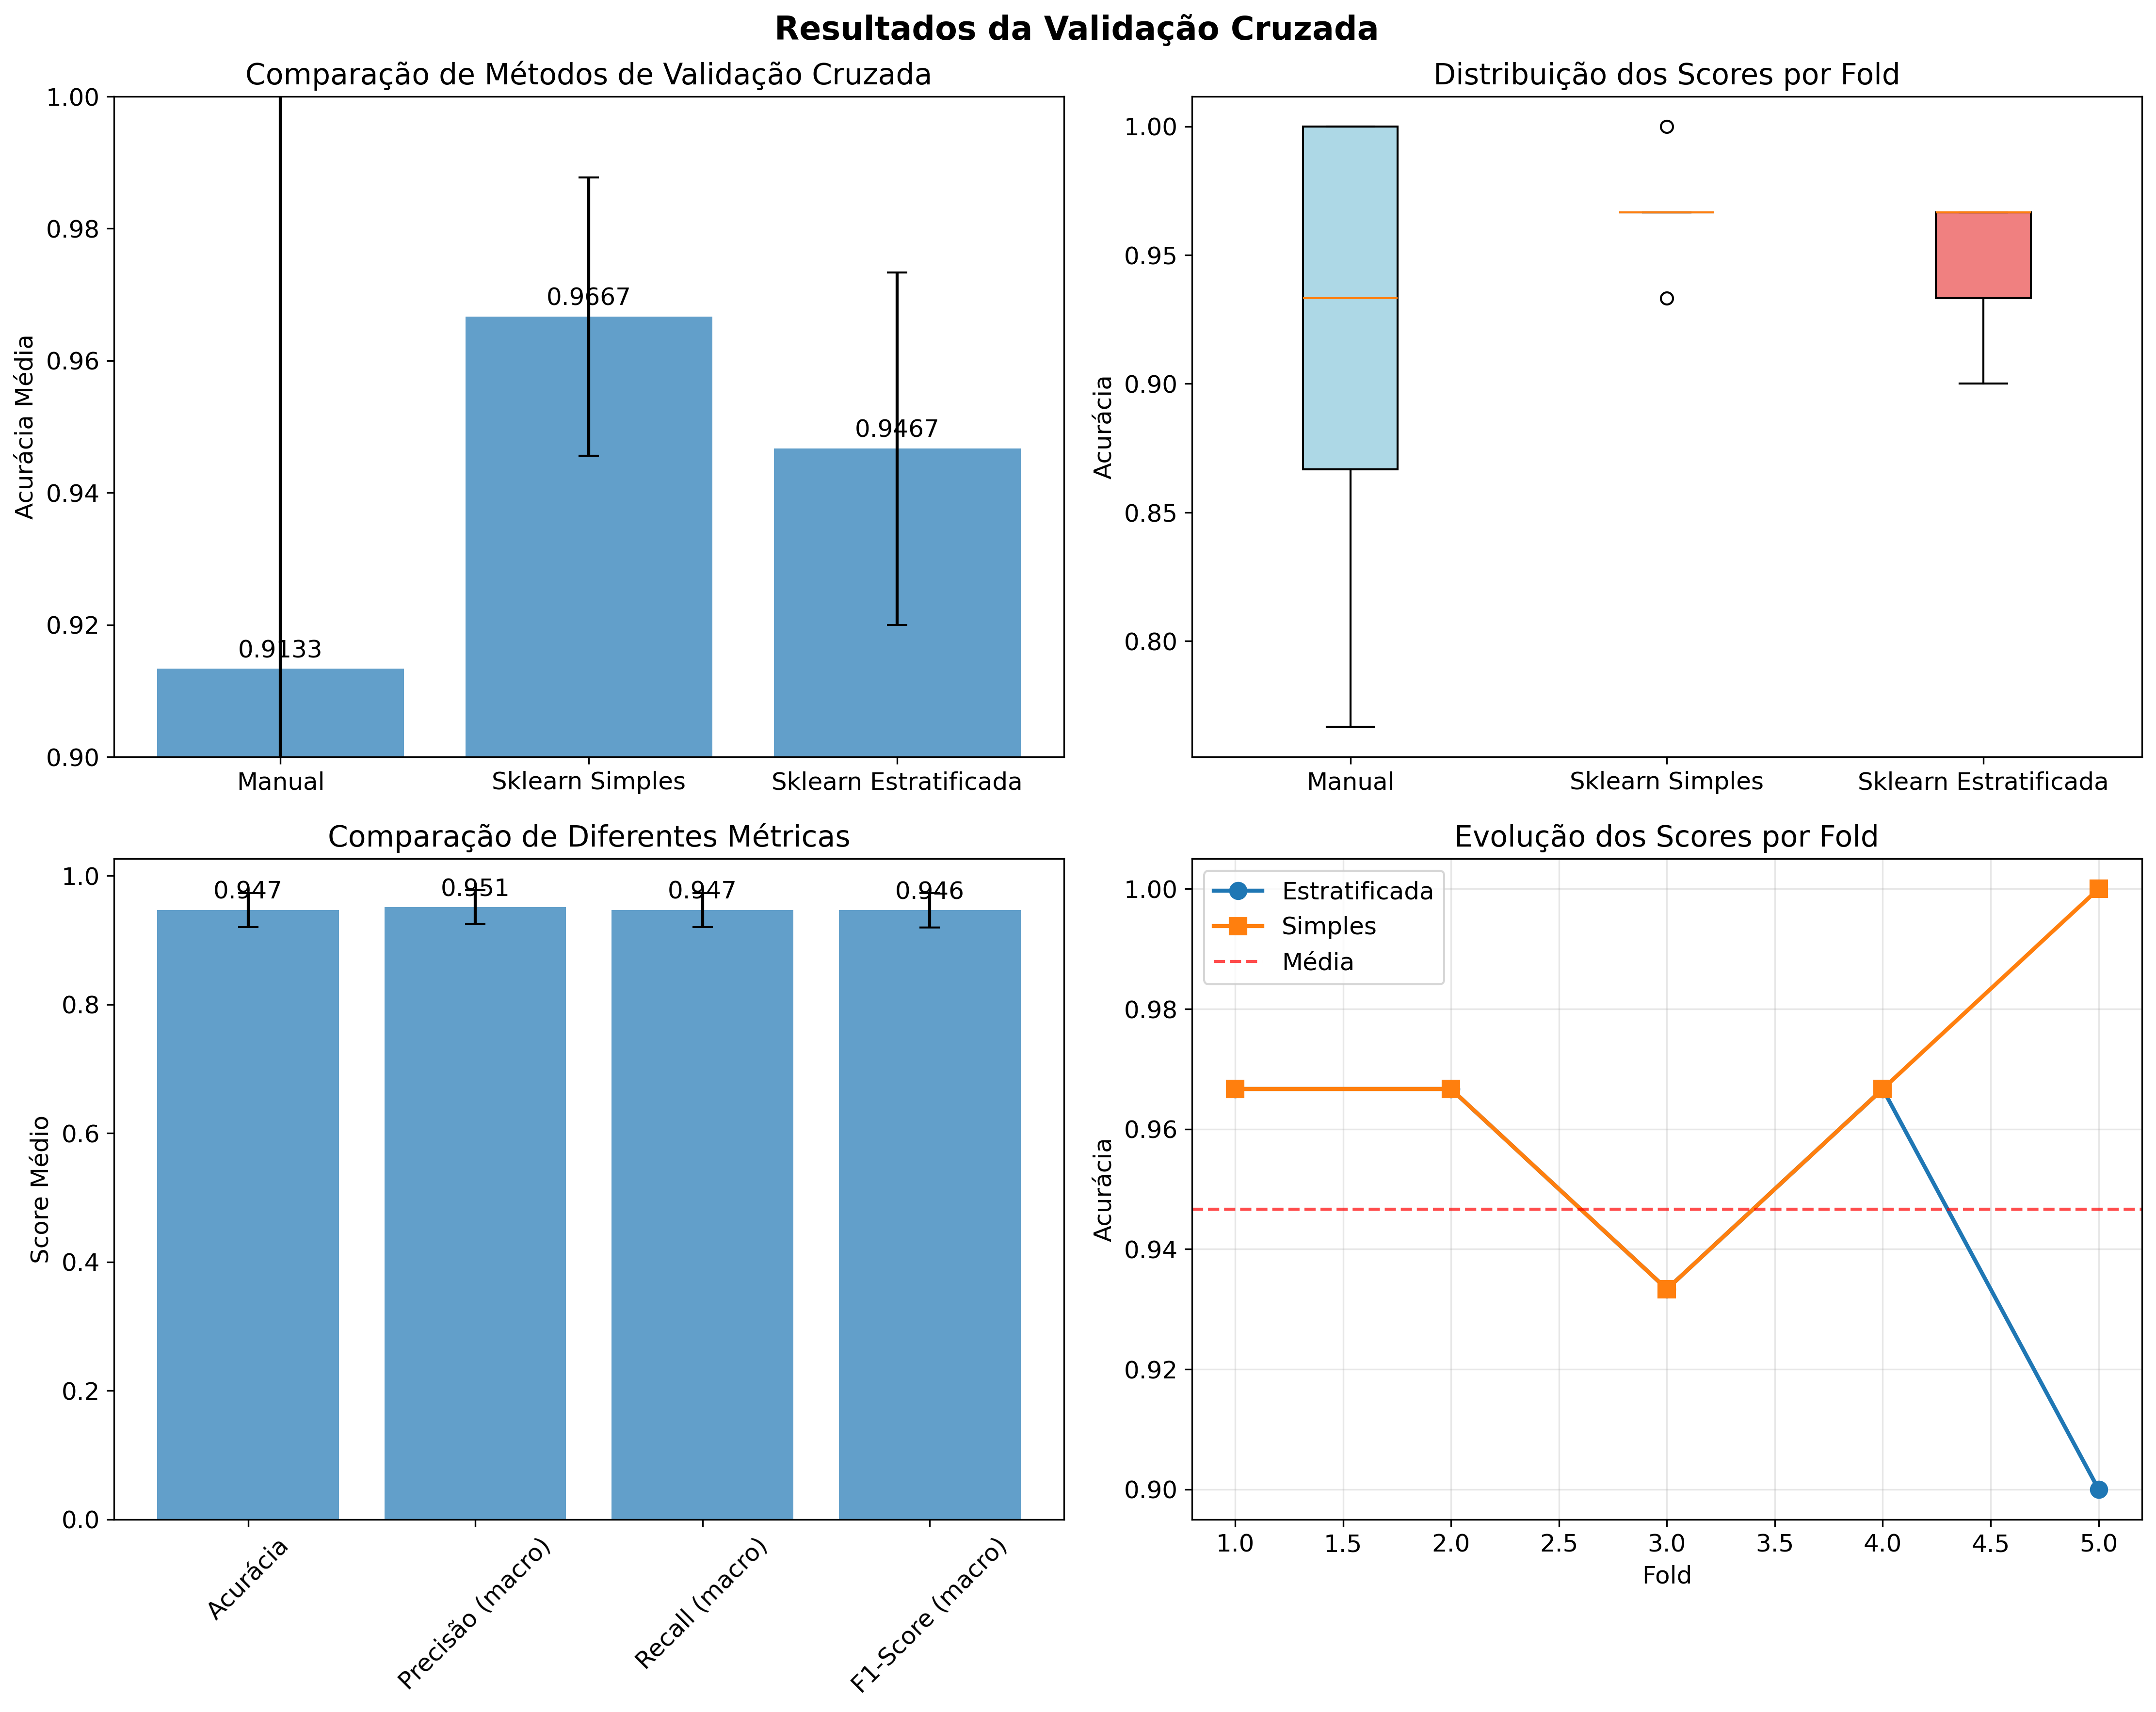 Resultados da Validação Cruzada
Comparação de Métodos de Validação Cruzada
Acurácia Média
1.00
0.98
0.96
0.94
0.92
0.90
0.9133
0.9667
0.9467
Manual
Sklearn Simples
Sklearn Estratificada
Distribuição dos Scores por Fold
Acurácia
1.00
0.95
0.90
0.85
0.80
Manual
Sklearn Simples
Sklearn Estratificada
Comparação de Diferentes Métricas
Score Médio
1.0
0.8
0.6
0.4
0.2
0.0
0.947
0.951
0.947
0.946
Acurácia
Precisão (macro)
Recall (macro)
F1-Score (macro)
Evolução dos Scores por Fold
Estratificada
Simples
Média
Acurácia
1.00
0.98
0.96
0.94
0.92
0.90
1.0
1.5
2.0
2.5
3.0
3.5
4.0
4.5
5.0
Fold